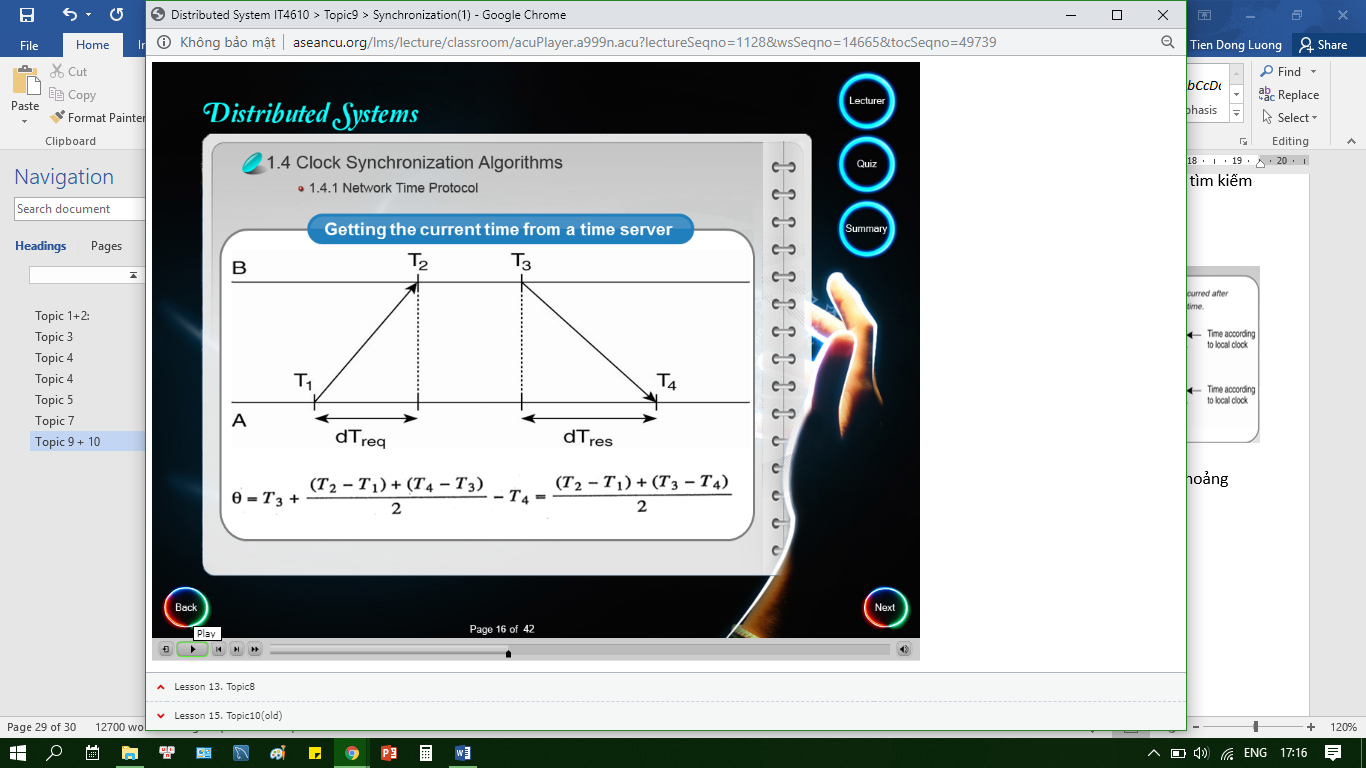 Distributed System IT4610 > Topic9 > Synchronization(1) - Google Chrome
File
Home
Tien Dong Luong
Share
Không bảo mật
aseancu.org/lms/lecture/classroom/acuPlayer.a999n.acu?lectureSeqno=1128&wsSeqno=14665&tocSeqno=49739
Paste
Cut
Copy
Format Painter
Clipboard
phasis
Find
Replace
Select
Editing
18 19 20
Navigation
Search document
Headings
Pages
Topic 1+2:
Topic 3
Topic 4
Topic 4
Topic 5
Topic 7
Topic 9 + 10
Distributed Systems
Lecturer
Quiz
Summary
1.4 Clock Synchronization Algorithms
1.4.1 Network Time Protocol
Getting the current time from a time server
B
T2
T3
T1
T4
A
dTreq
dTres
θ = T3 + ((T2 − T1) + (T4 − T3))/2 − T4 = ((T2 − T1) + (T3 − T4))/2
Back
Play
Page 16 of 42
Next
tìm kiếm
curred after
time.
Time according
to local clock
Time according
to local clock
hoảng
Lesson 13. Topic8
Lesson 15. Topic10(old)
Page 29 of 30
12700 wo
120%
ENG
17:16